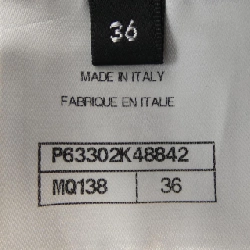 36
MADE IN ITALY
FABRIQUE EN ITALIE
P63302K48842
MQ138 36